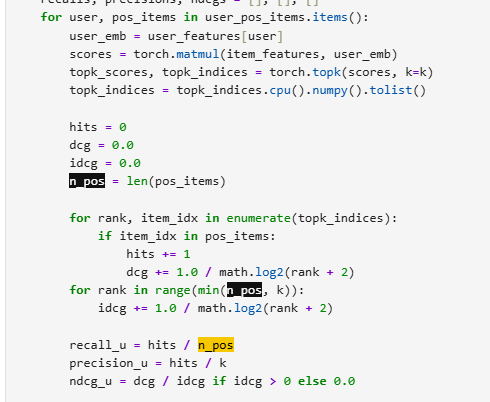 recalls, precisions, ndcgs = [], [], []
for user, pos_items in user_pos_items.items():
    user_emb = user_features[user]
    scores = torch.matmul(item_features, user_emb)
    top_scores, topk_indices = torch.topk(scores, k=k)
    topk_indices = topk_indices.cpu().numpy().tolist()

    hits = 0
    dcg = 0.0
    idcg = 0.0
    n_pos = len(pos_items)

    for rank, item_idx in enumerate(topk_indices):
        if item_idx in pos_items:
            hits += 1
            dcg += 1.0 / math.log2(rank + 2)
    for rank in range(min(n_pos, k)):
        idcg += 1.0 / math.log2(rank + 2)

    recall_u = hits / n_pos
    precision_u = hits / k
    ndcg_u = dcg / idcg if idcg > 0 else 0.0